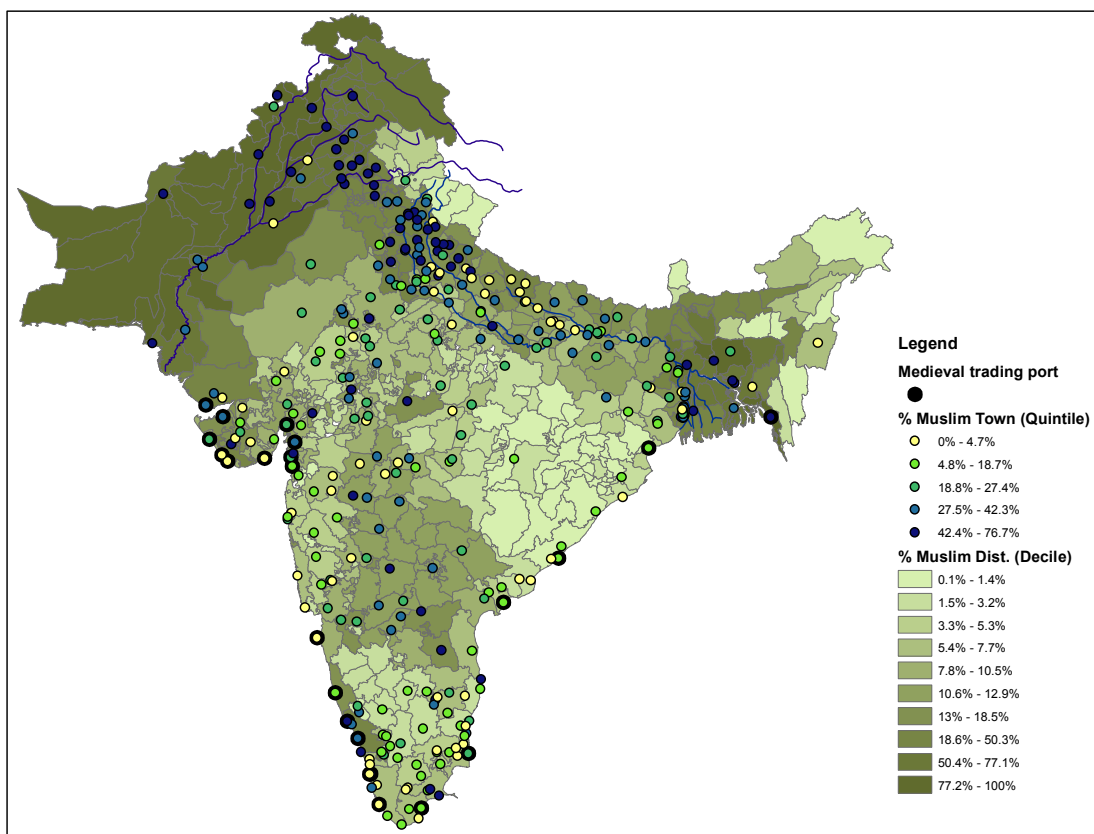 Legend
Medieval trading port
% Muslim Town (Quintile)
0% - 4.7%
4.8% - 18.7%
18.8% - 27.4%
27.5% - 42.3%
42.4% - 76.7%
% Muslim Dist. (Decile)
0.1% - 1.4%
1.5% - 3.2%
3.3% - 5.3%
5.4% - 7.7%
7.8% - 10.5%
10.6% - 12.9%
13% - 18.5%
18.6% - 50.3%
50.4% - 77.1%
77.2% - 100%